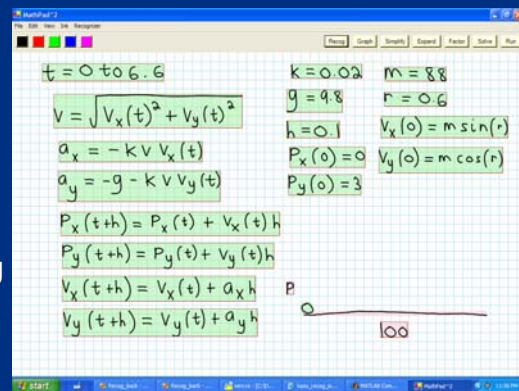 MathPad^2
File Edit View Ink Recognizer
Recog Graph Simplify Expand Factor Solve Run
t = 0 to 6.6
v = √(Vx(t)² + Vy(t)²)
ax = -k v Vx(t)
ay = -g - k v Vy(t)
Px(t+h) = Px(t) + Vx(t)h
Py(t+h) = Py(t) + Vy(t)h
Vx(t+h) = Vx(t) + ax h
Vy(t+h) = Vy(t) + ay h
k = 0.02
g = 9.8
h = 0.1
Px(0) = 0
Py(0) = 3
m = 88
r = 0.6
Vx(0) = m sin(r)
Vy(0) = m cos(r)
P
100
start
MathPad^2